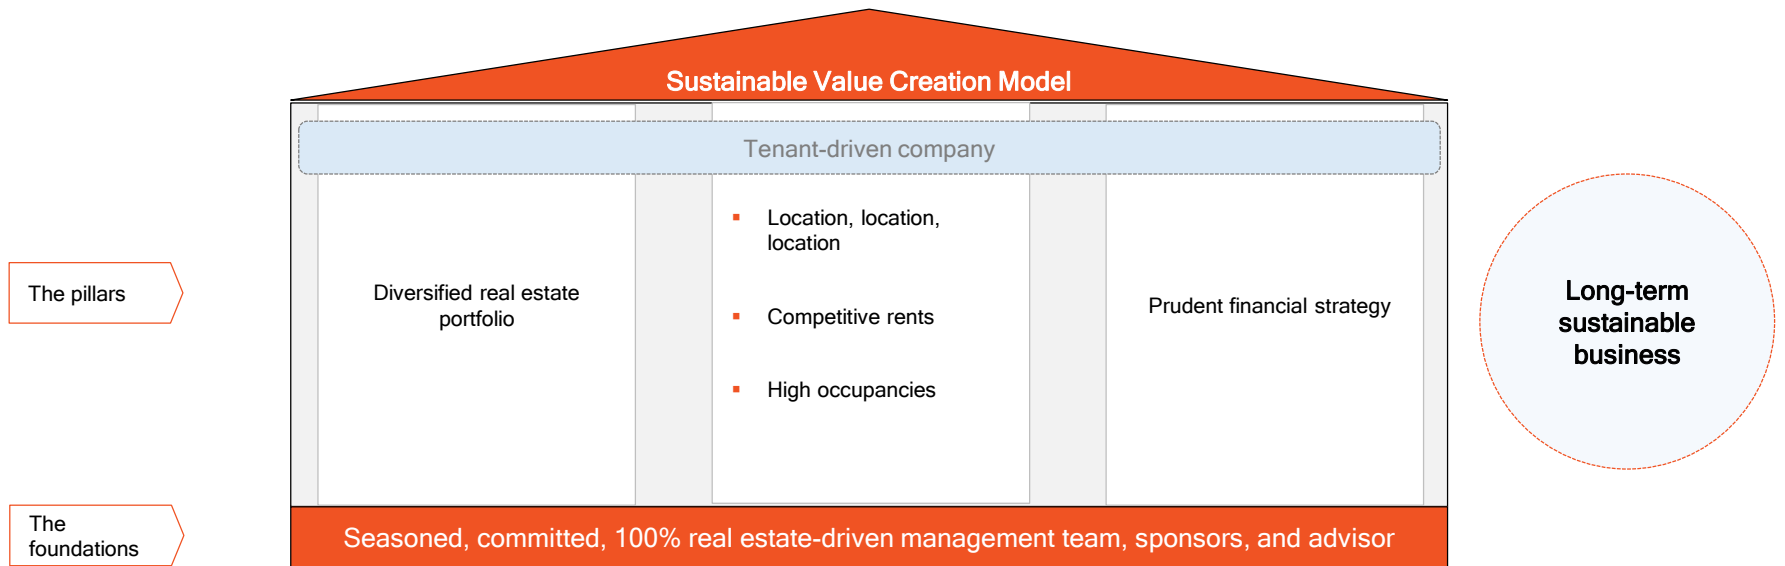 Sustainable Value Creation Model
Tenant-driven company
The pillars
Diversified real estate
portfolio
▪ Location, location,
location
▪ Competitive rents
▪ High occupancies
Prudent financial strategy
Long-term
sustainable
business
The
foundations
Seasoned, committed, 100% real estate-driven management team, sponsors, and advisor